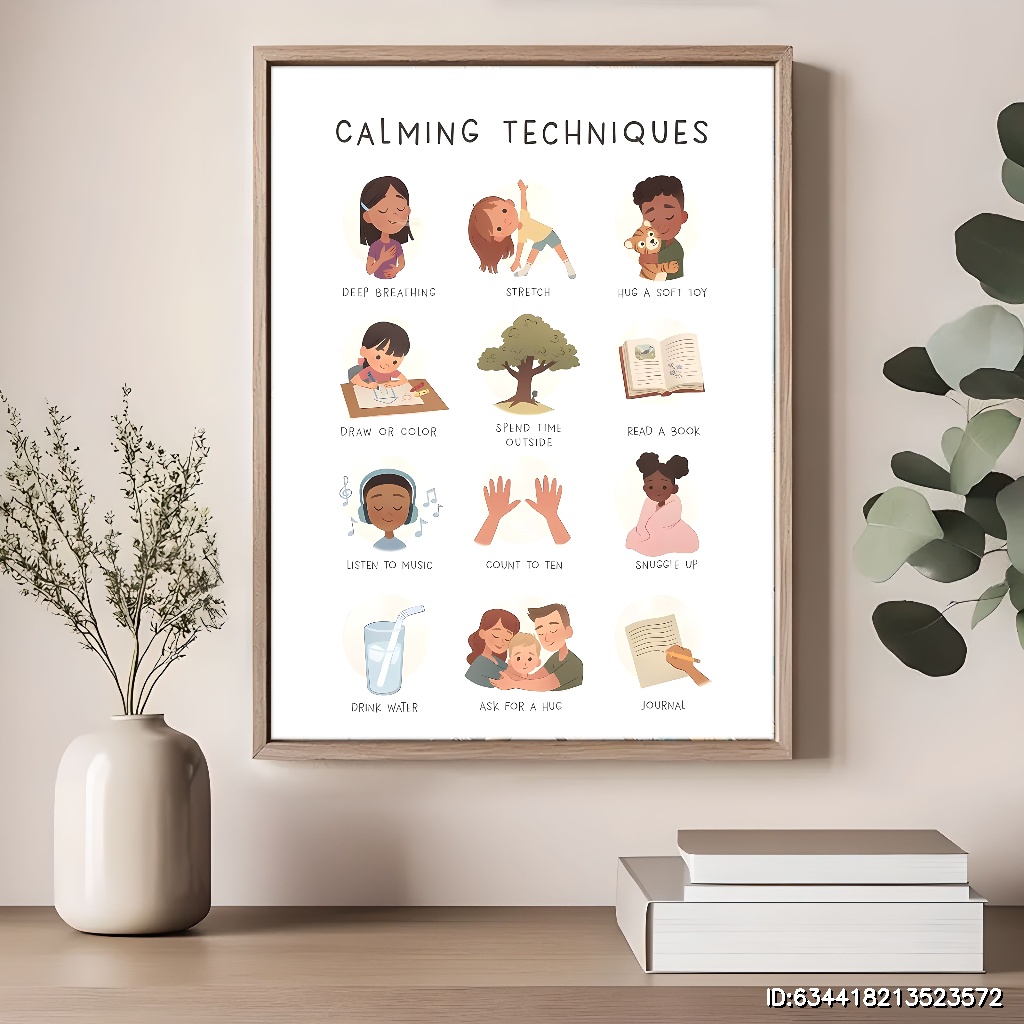 CALMING TECHNIQUES
DEEP BREATHING
STRETCH
HUG A SOFT TOY
DRAW OR COLOR
SPEND TIME
OUTSIDE
READ A BOOK
LISTEN TO MUSIC
COUNT TO TEN
SNUGGLE UP
DRINK WATER
ASK FOR A HUG
JOURNAL
ID:634418213523572